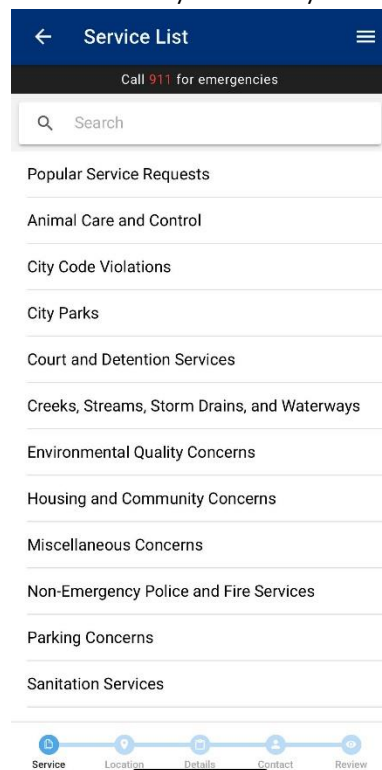 Service List
Call 911 for emergencies
Search
Popular Service Requests
Animal Care and Control
City Code Violations
City Parks
Court and Detention Services
Creeks, Streams, Storm Drains, and Waterways
Environmental Quality Concerns
Housing and Community Concerns
Miscellaneous Concerns
Non-Emergency Police and Fire Services
Parking Concerns
Sanitation Services
Service Location Details Contact Review